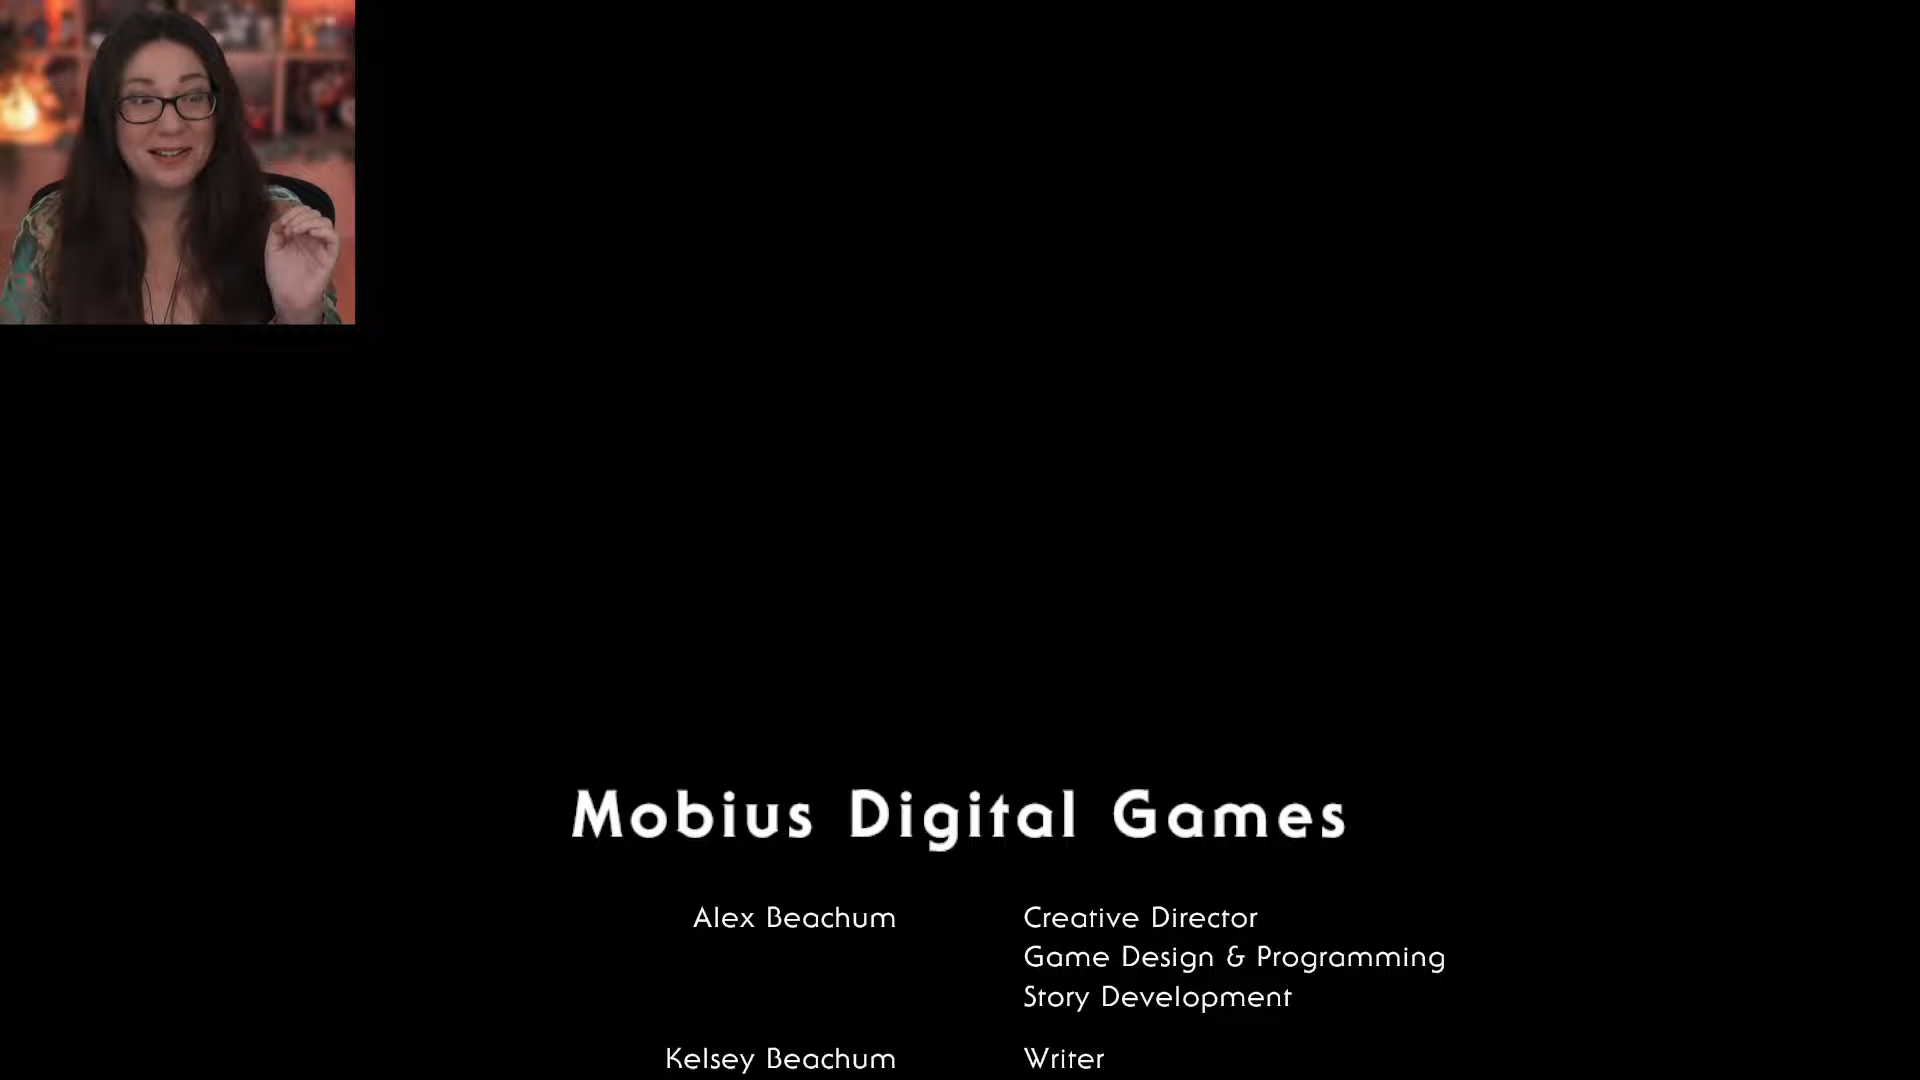 Mobius Digital Games
Alex Beachum Creative Director
Game Design & Programming
Story Development
Kelsey Beachum Writer